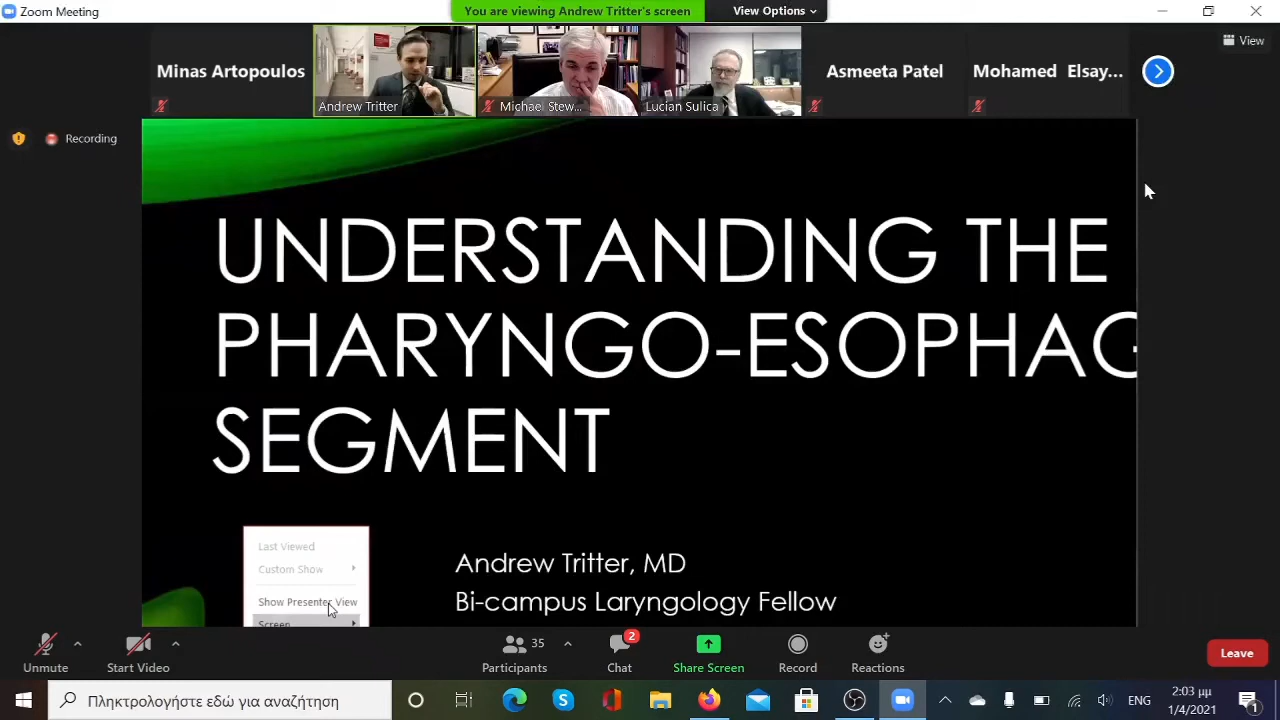 Zoom Meeting
You are viewing Andrew Tritter's screen
View Options
Minas Artopoulos
Andrew Tritter
Michael Stew...
Lucian Sulica
Asmeeta Patel
Mohamed Elsay...
View
Recording
UNDERSTANDING THE
PHARYNGO-ESOPHAG
SEGMENT
Last Viewed
Custom Show
Show Presenter View
Screen
Andrew Tritter, MD
Bi-campus Laryngology Fellow
Unmute
Start Video
Participants
35
Chat
2
Share Screen
Record
Reactions
Leave
Πληκτρολογήστε εδώ για αναζήτηση
ENG
2:03 μμ
1/4/2021
1